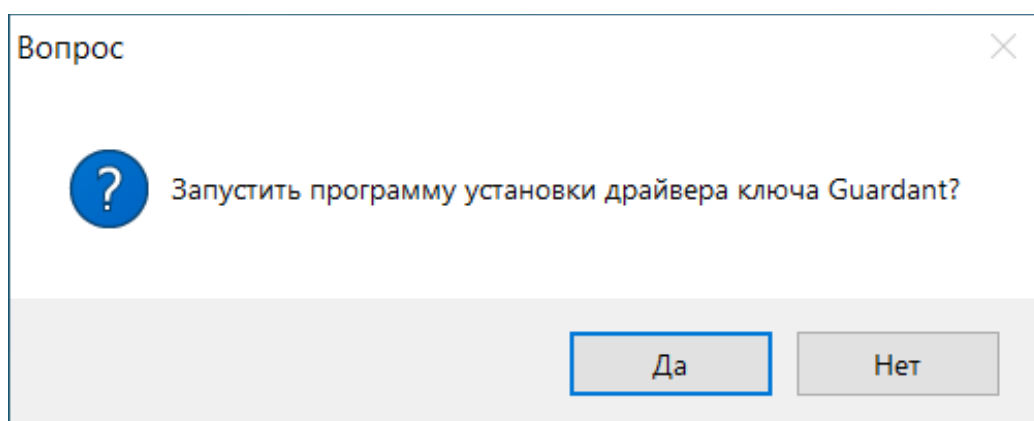 Вопрос
Запустить программу установки драйвера ключа Guardant?
Да
Нет